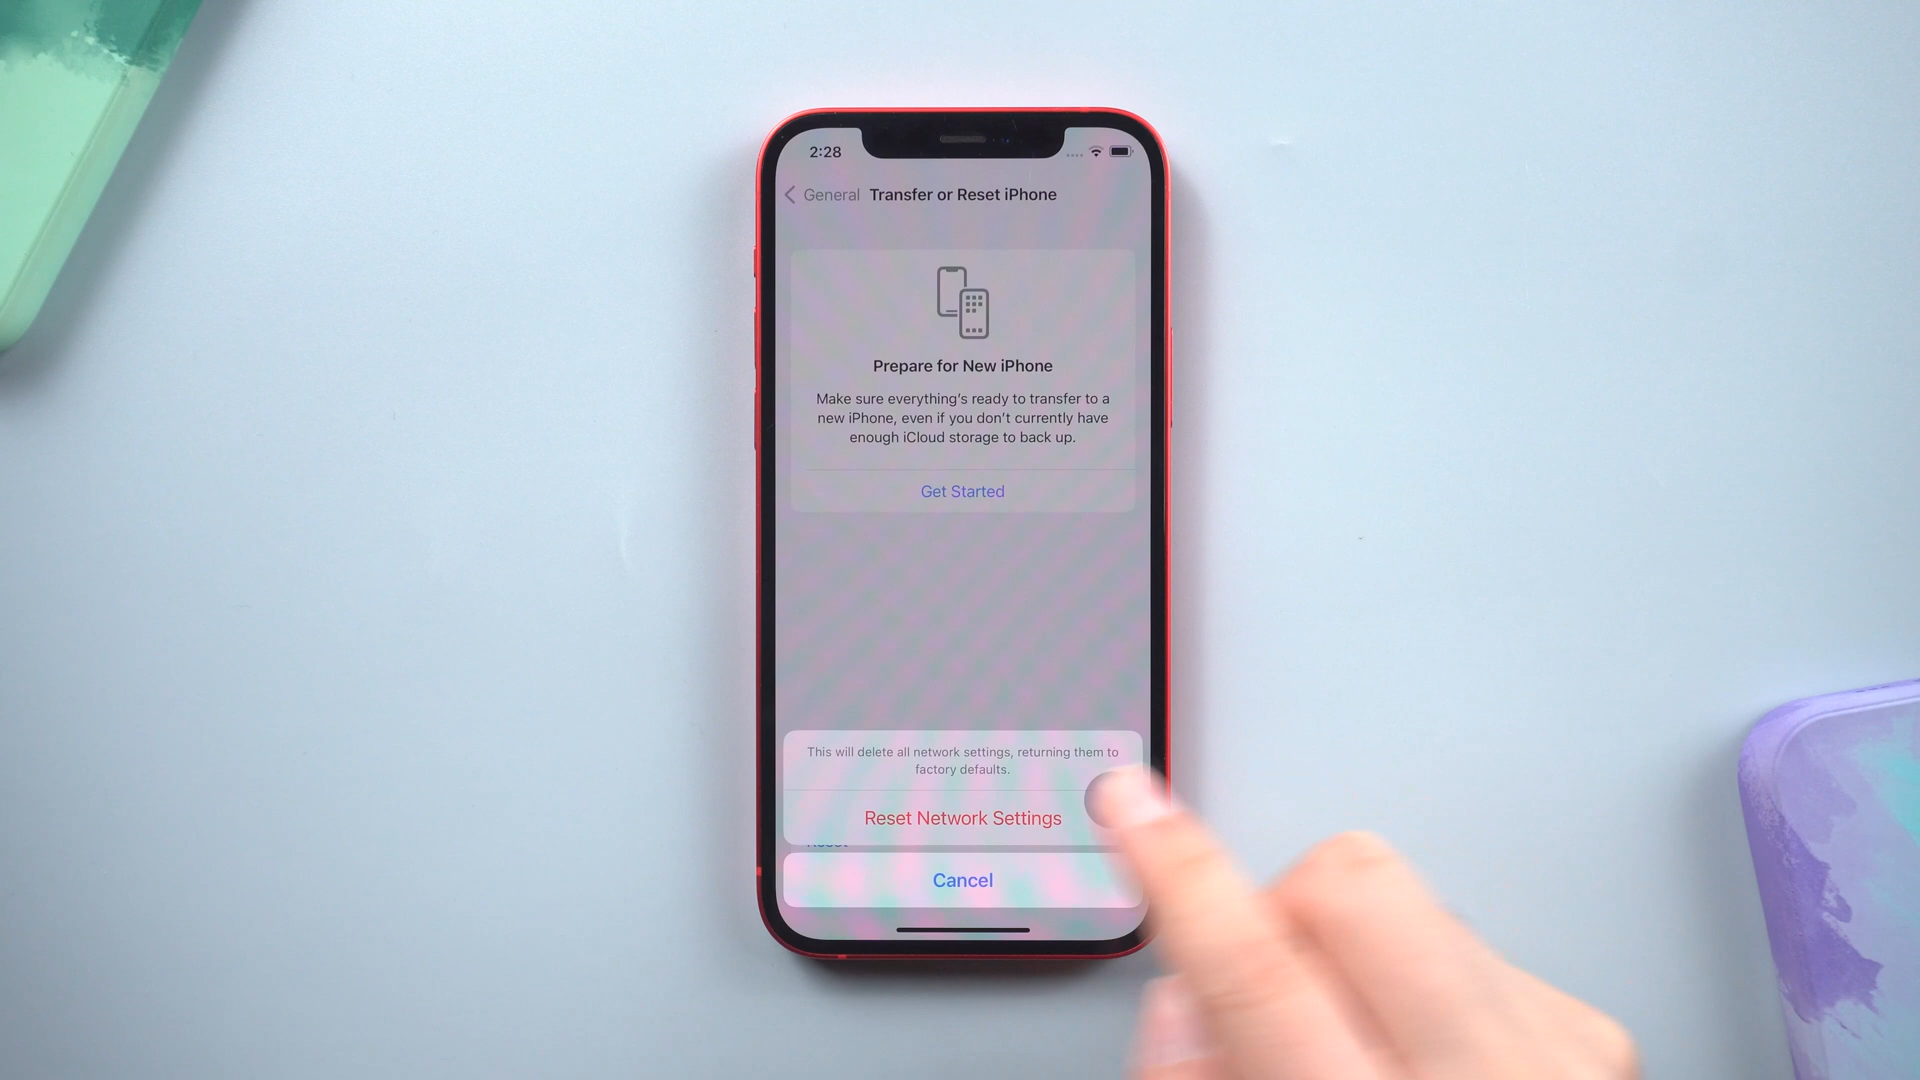 2:28
General Transfer or Reset iPhone
Prepare for New iPhone
Make sure everything's ready to transfer to a
new iPhone, even if you don't currently have
enough iCloud storage to back up.
Get Started
This will delete all network settings, returning them to
factory defaults.
Reset Network Settings
Reset
Cancel